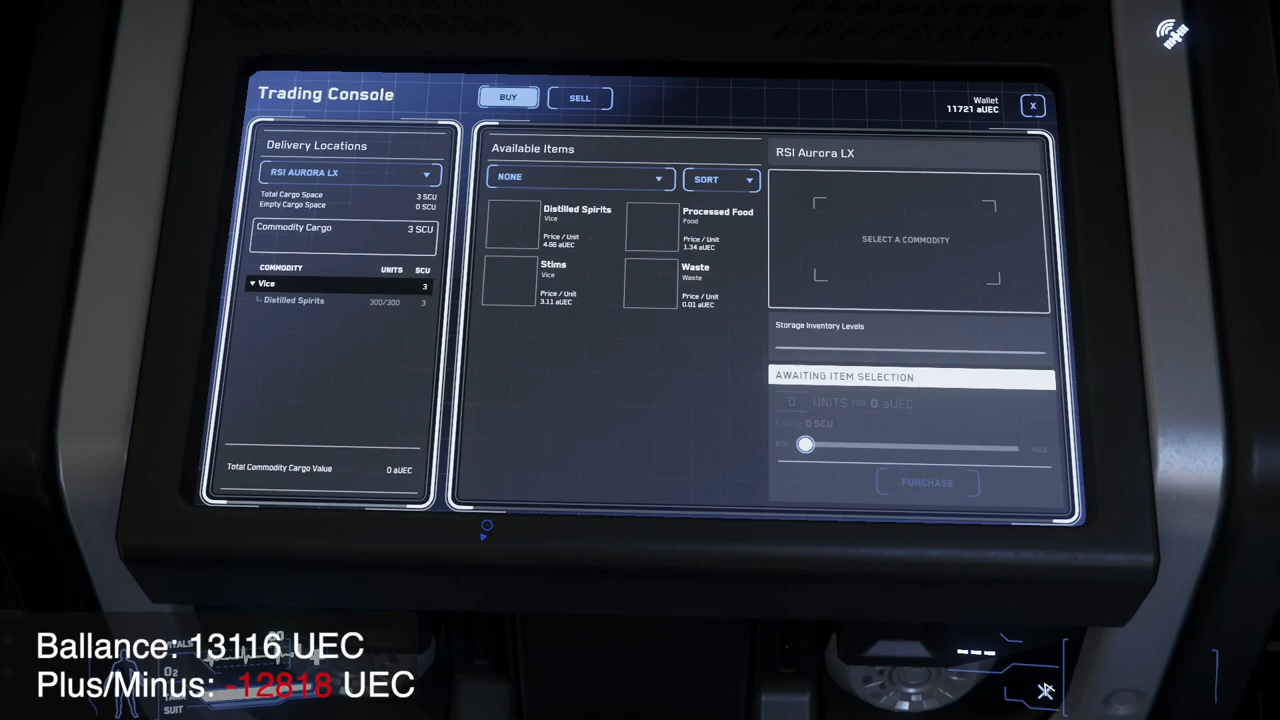 Trading Console
BUY
SELL
Wallet
11721 aUEC
X
Delivery Locations
RSI AURORA LX
Total Cargo Space 3 SCU
Empty Cargo Space 0 SCU
Commodity Cargo 3 SCU
COMMODITY UNITS SCU
Vice 3
Distilled Spirits 300/300 3
Total Commodity Cargo Value 0 aUEC
Available Items
NONE
SORT
Distilled Spirits
Vice
Price / Unit
4.66 aUEC
Processed Food
Food
Price / Unit
1.34 aUEC
Stims
Vice
Price / Unit
3.11 aUEC
Waste
Waste
Price / Unit
0.01 aUEC
RSI Aurora LX
SELECT A COMMODITY
Storage Inventory Levels
AWAITING ITEM SELECTION
0 UNITS FOR 0 aUEC
0 SCU
MIN MAX
PURCHASE
Ballance: 13116 UEC
Plus/Minus: -12818 UEC
SUIT